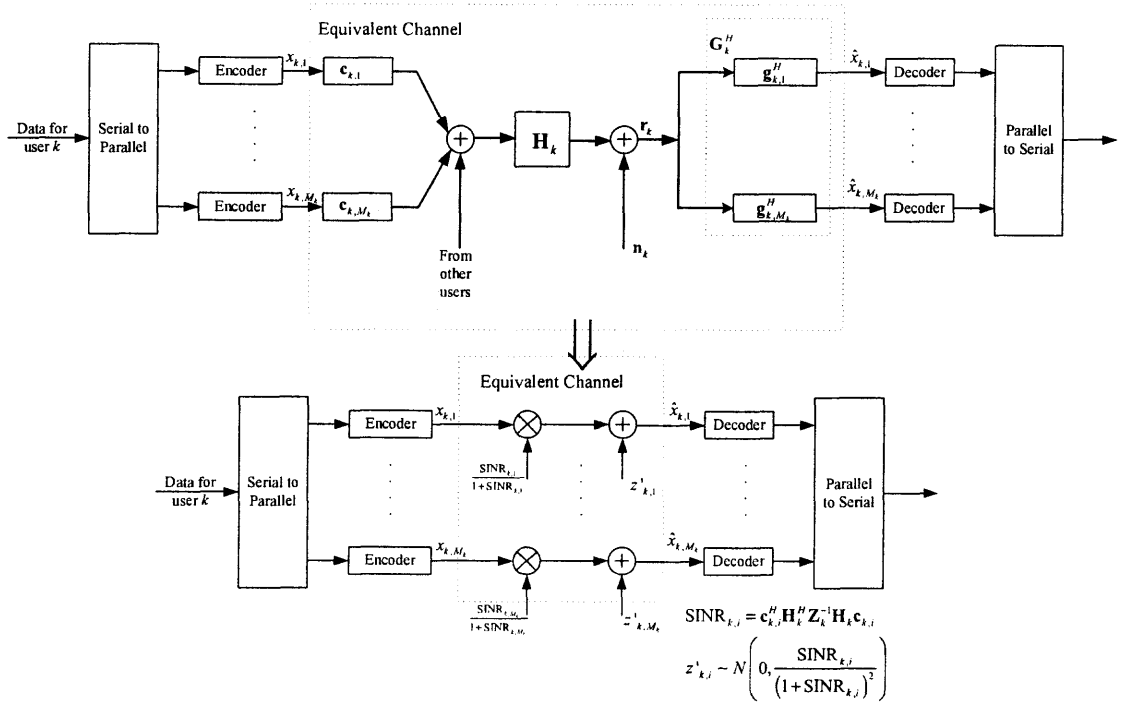 Equivalent Channel
G_k^H
Data for
user k
Serial to
Parallel
Encoder
x_{k,1}
c_{k,1}
H_k
r_k
g_{k,1}^H
x̂_{k,1}
Decoder
Parallel
to Serial
Encoder
x_{k,M_k}
c_{k,M_k}
g_{k,M_k}^H
x̂_{k,M_k}
Decoder
From
other
users
n_k
Equivalent Channel
Data for
user k
Serial to
Parallel
Encoder
x_{k,1}
SINR_{k,1}
1+SINR_{k,1}
z'_{k,1}
x̂_{k,1}
Decoder
Parallel
to Serial
Encoder
x_{k,M_k}
SINR_{k,M_k}
1+SINR_{k,M_k}
z'_{k,M_k}
x̂_{k,M_k}
Decoder
SINR_{k,i} = c_{k,i}^H H_k^H Z_k^{-1} H_k c_{k,i}
z'_{k,i} ~ N(0, SINR_{k,i} / (1+SINR_{k,i})^2)